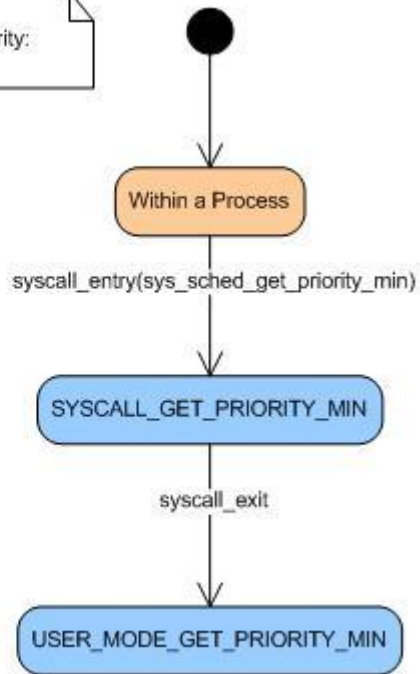 rity:
Within a Process
syscall_entry(sys_sched_get_priority_min)
SYSCALL_GET_PRIORITY_MIN
syscall_exit
USER_MODE_GET_PRIORITY_MIN